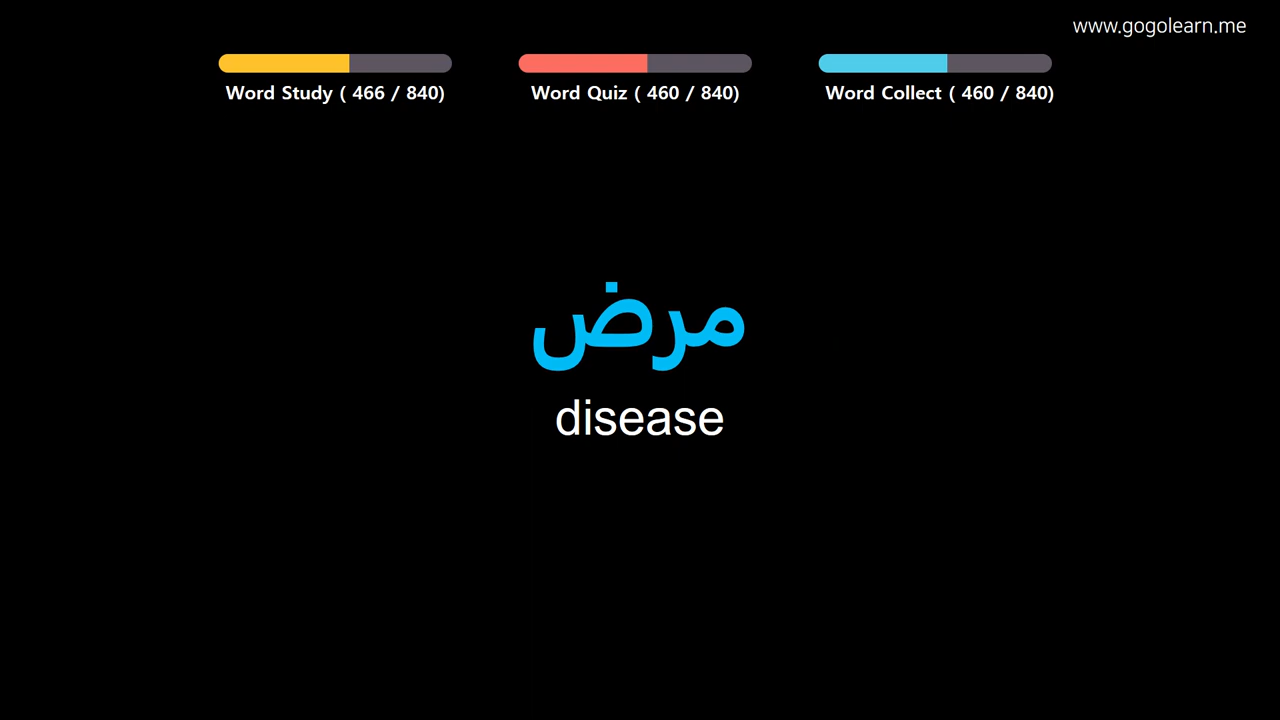 www.gogolearn.me
Word Study ( 466 / 840)
Word Quiz ( 460 / 840)
Word Collect ( 460 / 840)
مرض
disease